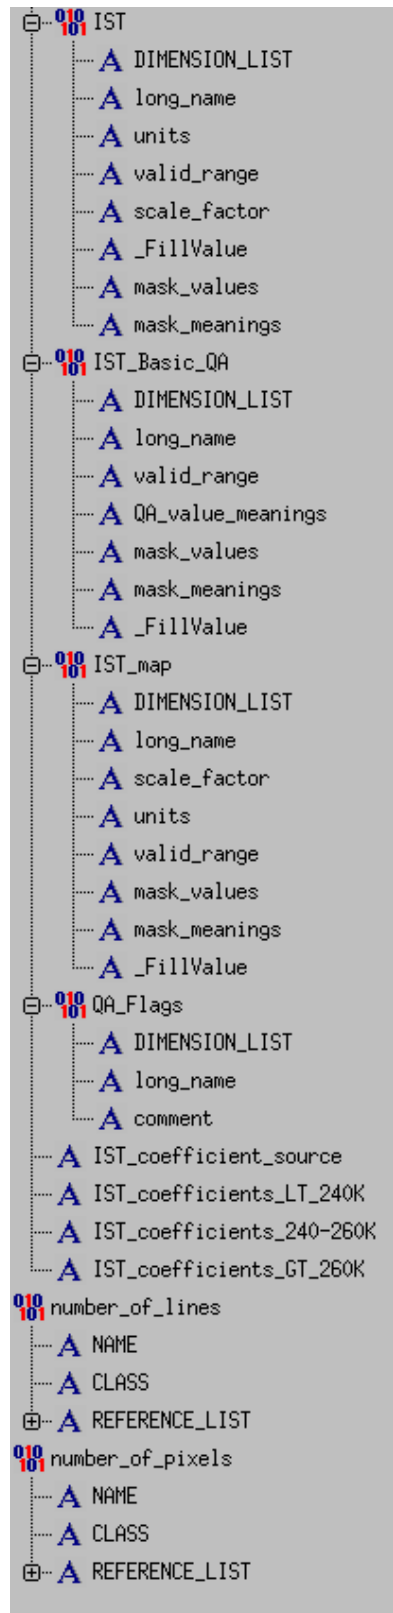 IST
DIMENSION_LIST
long_name
units
valid_range
scale_factor
_FillValue
mask_values
mask_meanings
IST_Basic_QA
DIMENSION_LIST
long_name
valid_range
QA_value_meanings
mask_values
mask_meanings
_FillValue
IST_map
DIMENSION_LIST
long_name
scale_factor
units
valid_range
mask_values
mask_meanings
_FillValue
QA_Flags
DIMENSION_LIST
long_name
comment
IST_coefficient_source
IST_coefficients_LT_240K
IST_coefficients_240-260K
IST_coefficients_GT_260K
number_of_lines
NAME
CLASS
REFERENCE_LIST
number_of_pixels
NAME
CLASS
REFERENCE_LIST